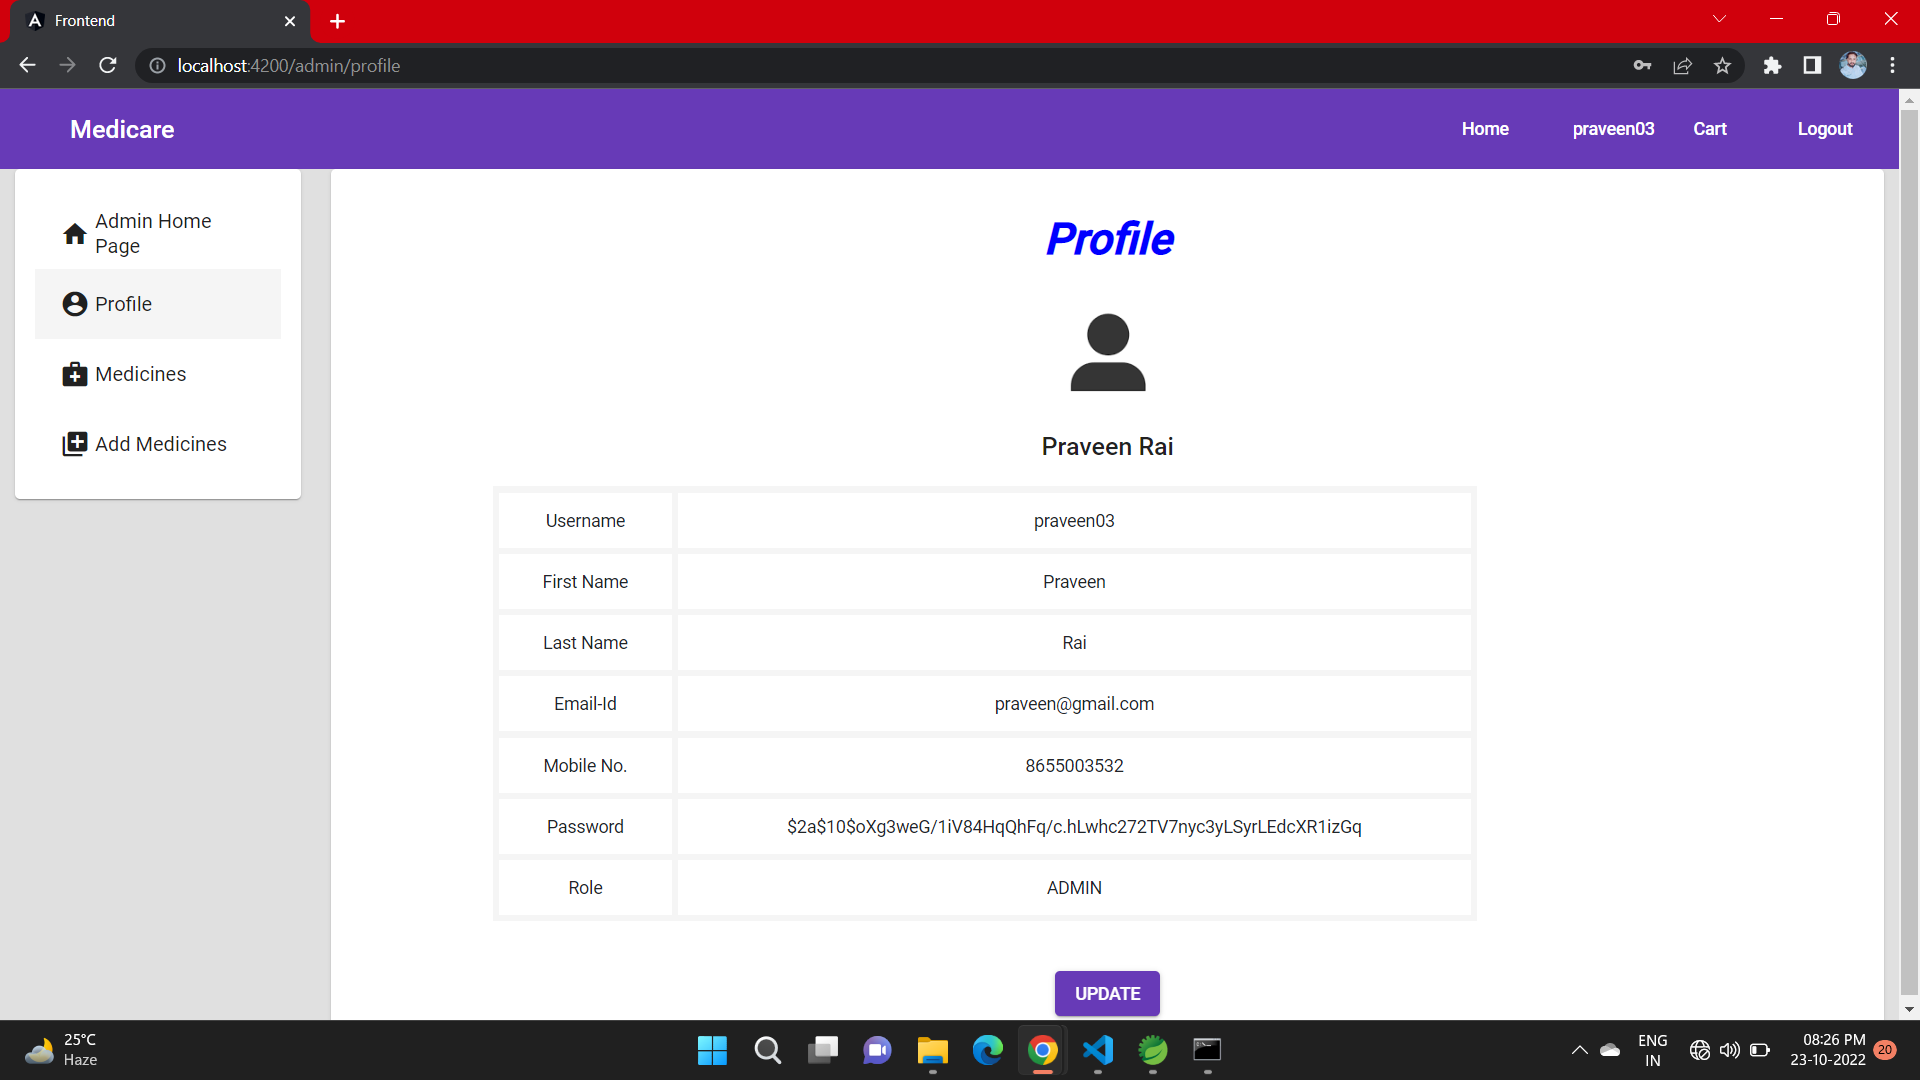 Frontend
localhost:4200/admin/profile
Medicare
Home
praveen03
Cart
Logout
Admin Home
Page
Profile
Medicines
Add Medicines
Profile
Praveen Rai
Username praveen03
First Name Praveen
Last Name Rai
Email-Id praveen@gmail.com
Mobile No. 8655003532
Password $2a$10$oXg3weG/1iV84HqQhFq/c.hLwhc272TV7nyc3yLSyrLEdcXR1izGq
Role ADMIN
UPDATE
25°C
Haze
ENG
IN
08:26 PM
23-10-2022
20